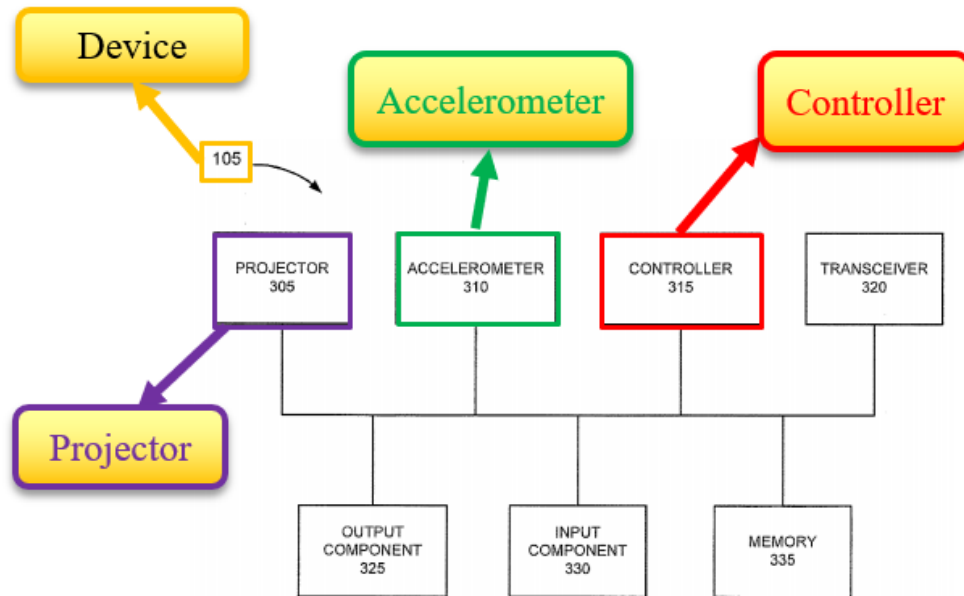 Device
Accelerometer
Controller
105
PROJECTOR
305
ACCELEROMETER
310
CONTROLLER
315
TRANSCEIVER
320
Projector
OUTPUT
COMPONENT
325
INPUT
COMPONENT
330
MEMORY
335